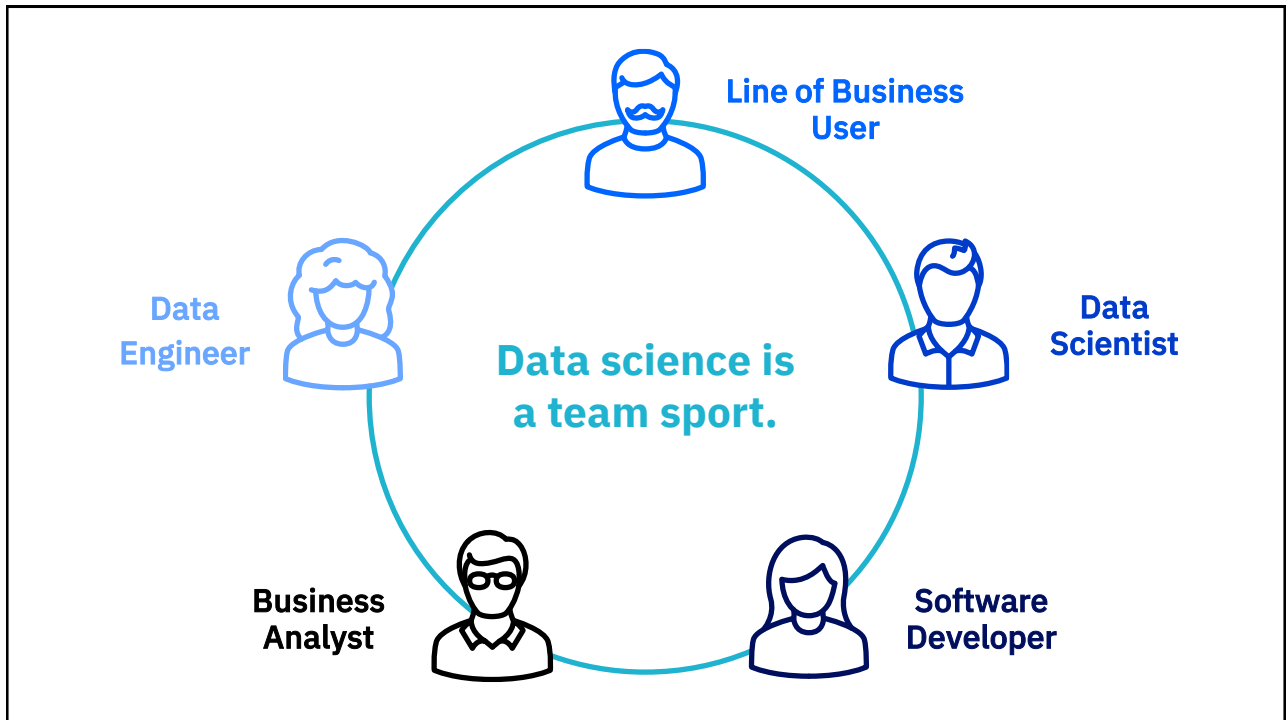 Line of Business
User
Data
Engineer
Data
Scientist
Data science is
a team sport.
Business
Analyst
Software
Developer